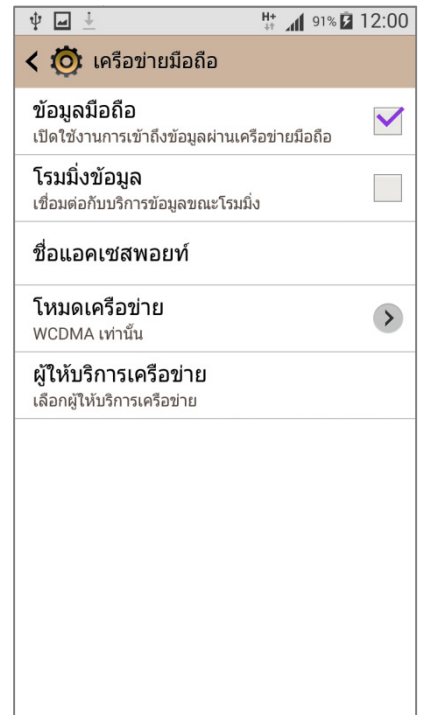 H+ 91% 12:00
เครือข่ายมือถือ
ข้อมูลมือถือ
เปิดใช้งานการเข้าถึงข้อมูลผ่านเครือข่ายมือถือ
โรมมิ่งข้อมูล
เชื่อมต่อกับบริการข้อมูลขณะโรมมิ่ง
ชื่อแอคเซสพอยท์
โหมดเครือข่าย
WCDMA เท่านั้น
ผู้ให้บริการเครือข่าย
เลือกผู้ให้บริการเครือข่าย